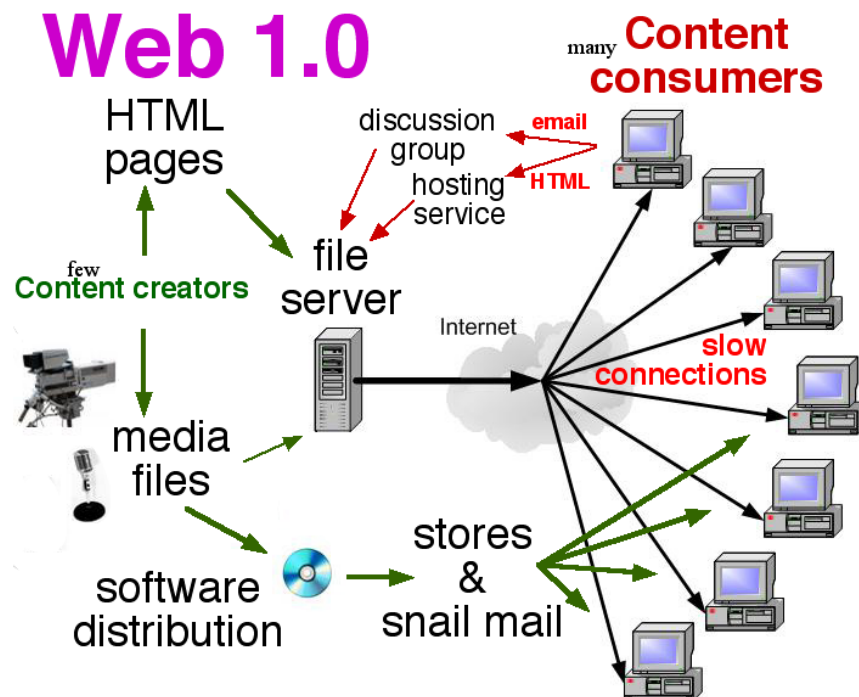 Web 1.0
many Content
consumers
HTML
pages
discussion
group
email
hosting
service
HTML
file
server
few
Content creators
Internet
slow
connections
media
files
stores
&
snail mail
software
distribution